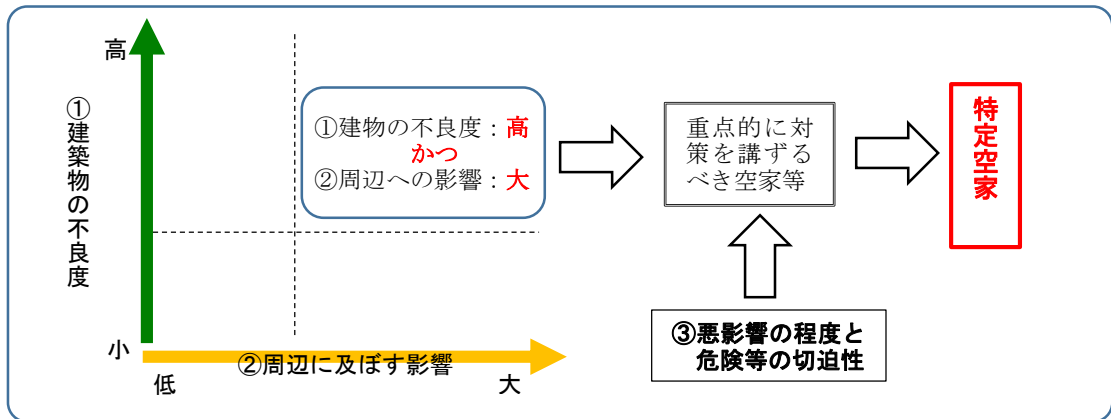 高
①建築物の不良度
小
低
②周辺に及ぼす影響
大
①建物の不良度：高
かつ
②周辺への影響：大
重点的に対
策を講ずる
べき空家等
③悪影響の程度と
危険等の切迫性
特定空家